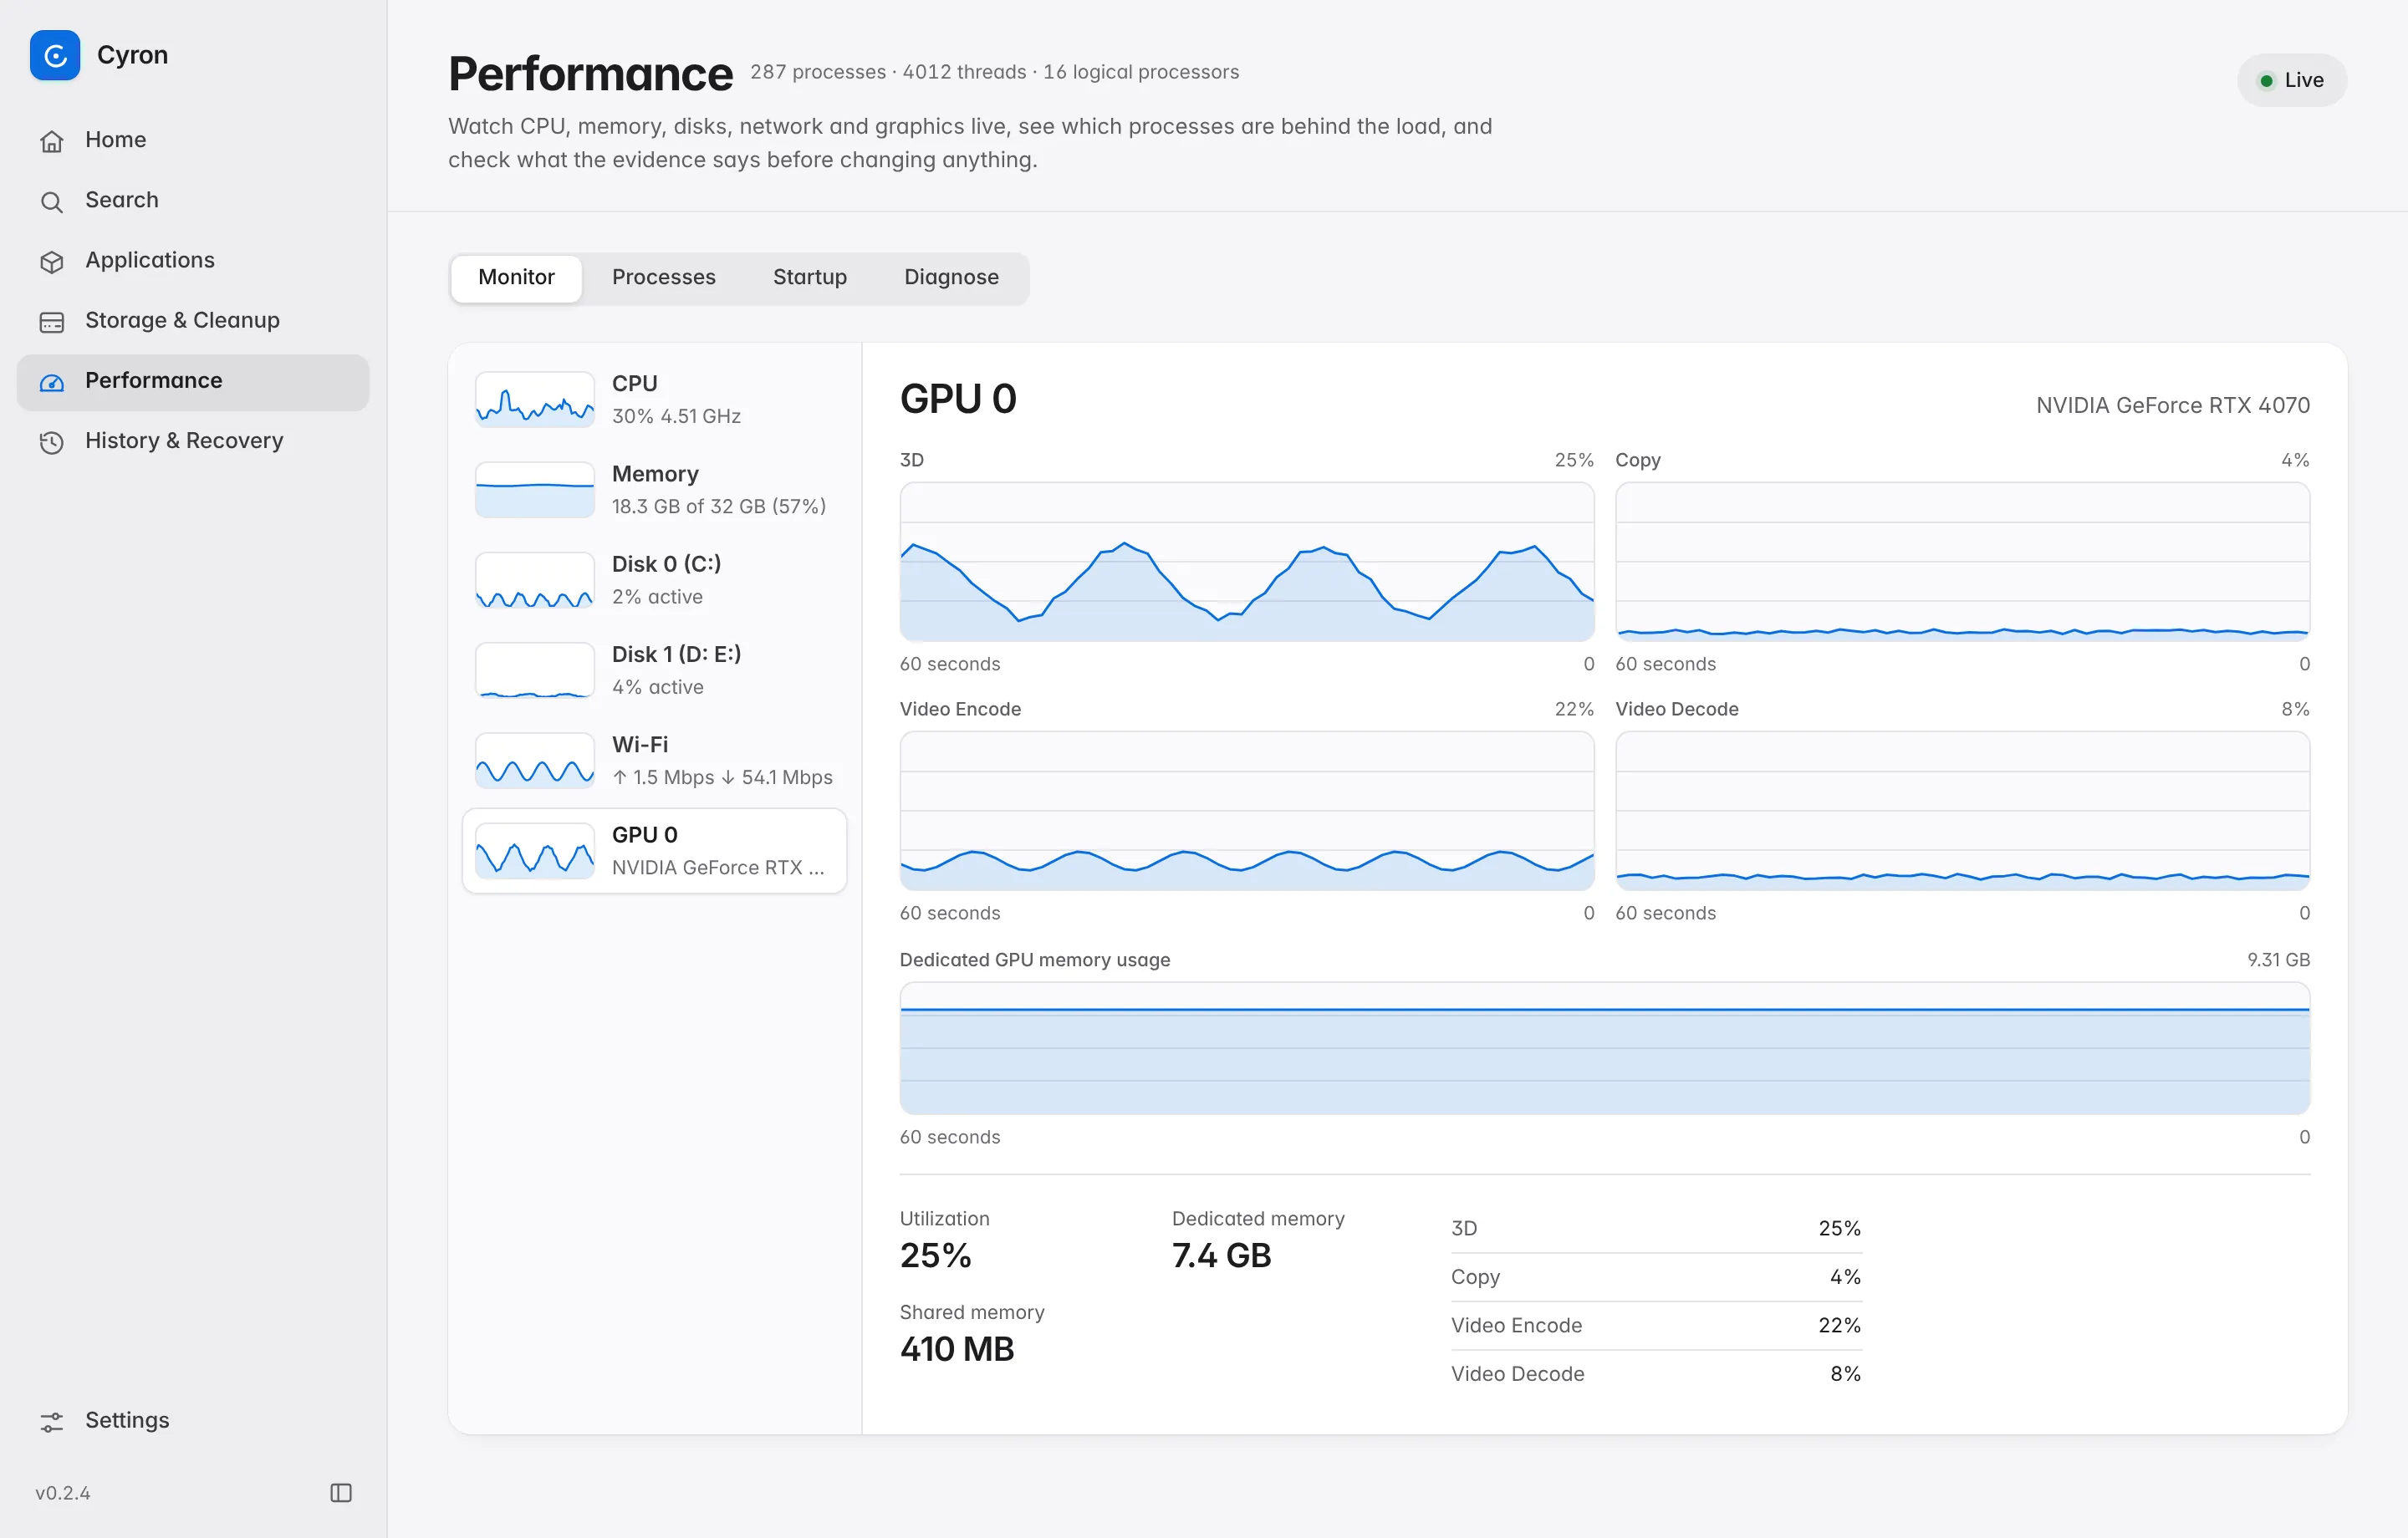 Cyron
Home
Search
Applications
Storage & Cleanup
Performance
History & Recovery
Settings
v0.2.4
Performance 287 processes · 4012 threads · 16 logical processors
Watch CPU, memory, disks, network and graphics live, see which processes are behind the load, and
check what the evidence says before changing anything.
Live
Monitor Processes Startup Diagnose
CPU
30% 4.51 GHz
Memory
18.3 GB of 32 GB (57%)
Disk 0 (C:)
2% active
Disk 1 (D: E:)
4% active
Wi-Fi
↑ 1.5 Mbps ↓ 54.1 Mbps
GPU 0
NVIDIA GeForce RTX ...
GPU 0 NVIDIA GeForce RTX 4070
3D 25%
60 seconds 0
Copy 4%
60 seconds 0
Video Encode 22%
60 seconds 0
Video Decode 8%
60 seconds 0
Dedicated GPU memory usage 9.31 GB
60 seconds 0
Utilization
25%
Dedicated memory
7.4 GB
Shared memory
410 MB
3D 25%
Copy 4%
Video Encode 22%
Video Decode 8%